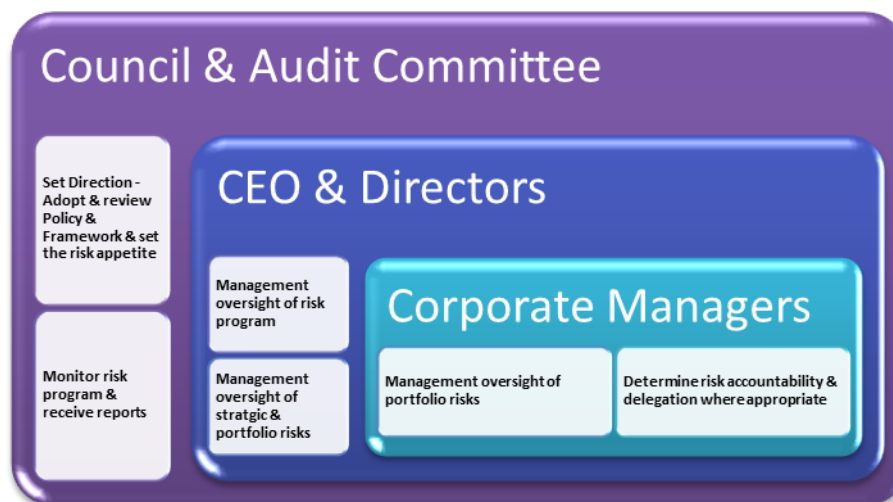 Council & Audit Committee
Set Direction -
Adopt & review
Policy &
Framework & set
the risk appetite
Monitor risk
program &
receive reports
CEO & Directors
Management
oversight of risk
program
Management
oversight of
stratgic &
portfolio risks
Corporate Managers
Management oversight of
portfolio risks
Determine risk accountability &
delegation where appropriate